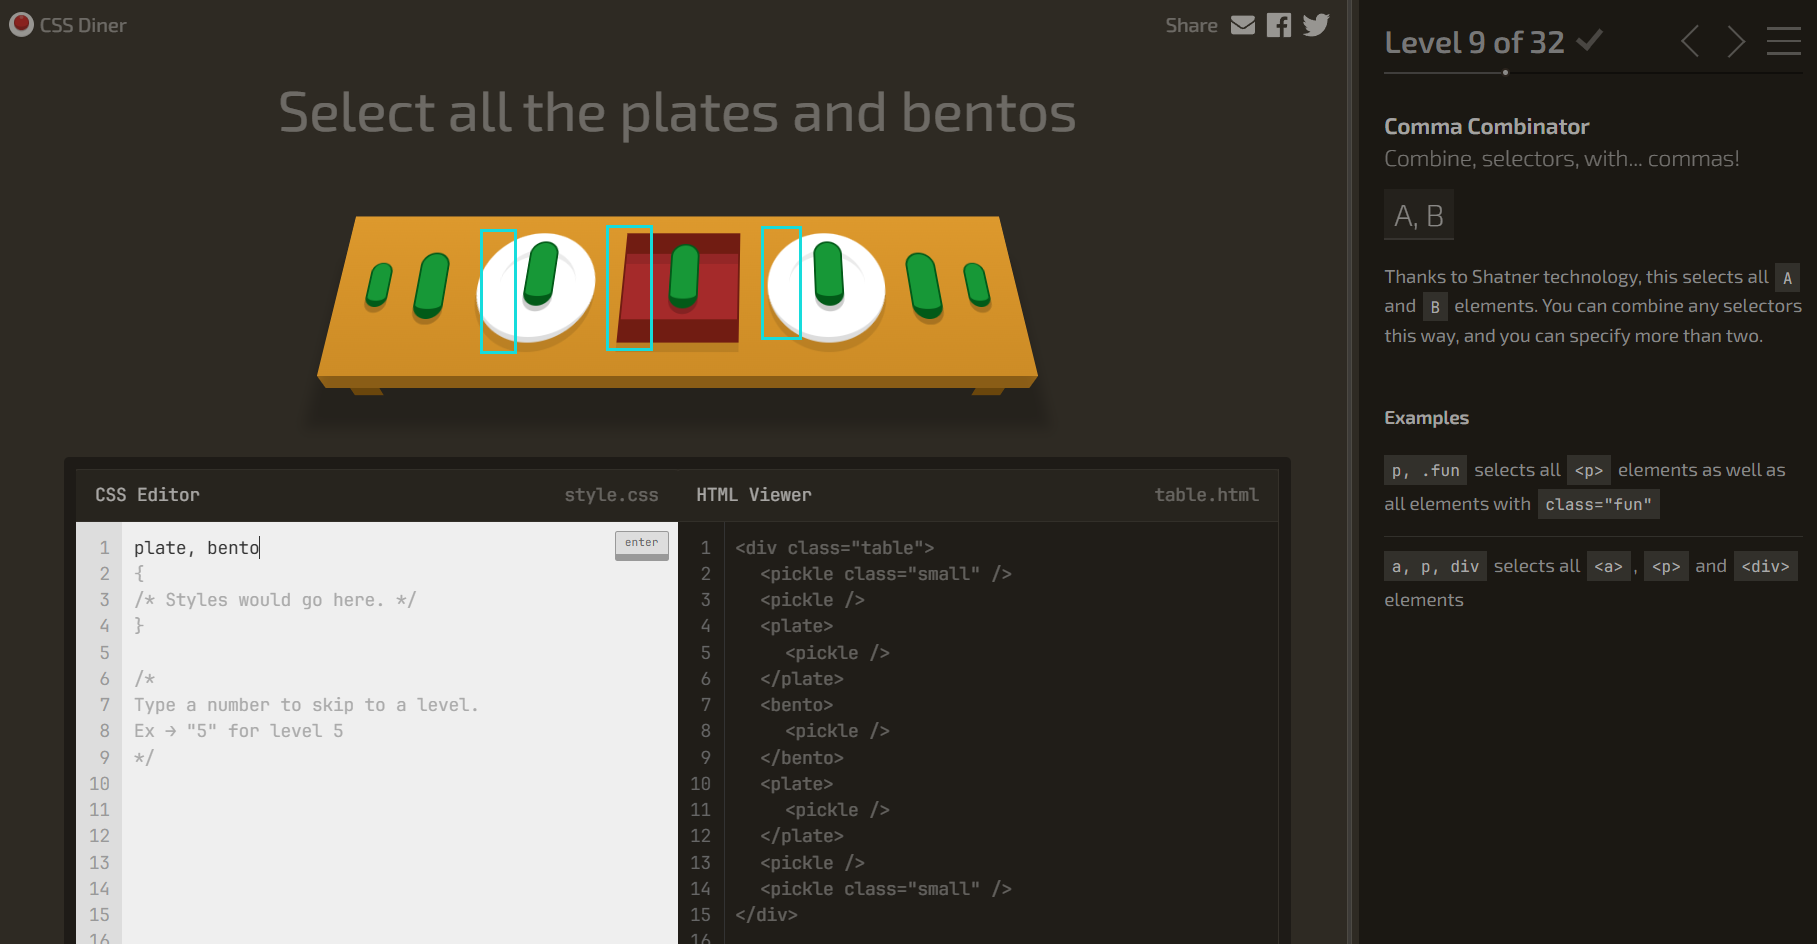 CSS Diner
Share
Select all the plates and bentos
CSS Editor style.css
1 plate, bento enter
2 {
3 /* Styles would go here. */
4 }
5
6 /*
7 Type a number to skip to a level.
8 Ex → "5" for level 5
9 */
10
11
12
13
14
15
16
HTML Viewer table.html
1 <div class="table">
2 <pickle class="small" />
3 <pickle />
4 <plate>
5 <pickle />
6 </plate>
7 <bento>
8 <pickle />
9 </bento>
10 <plate>
11 <pickle />
12 </plate>
13 <pickle />
14 <pickle class="small" />
15 </div>
16
Level 9 of 32
Comma Combinator
Combine, selectors, with... commas!
A, B
Thanks to Shatner technology, this selects all A
and B elements. You can combine any selectors
this way, and you can specify more than two.
Examples
p, .fun selects all <p> elements as well as
all elements with class="fun"
a, p, div selects all <a>, <p> and <div>
elements